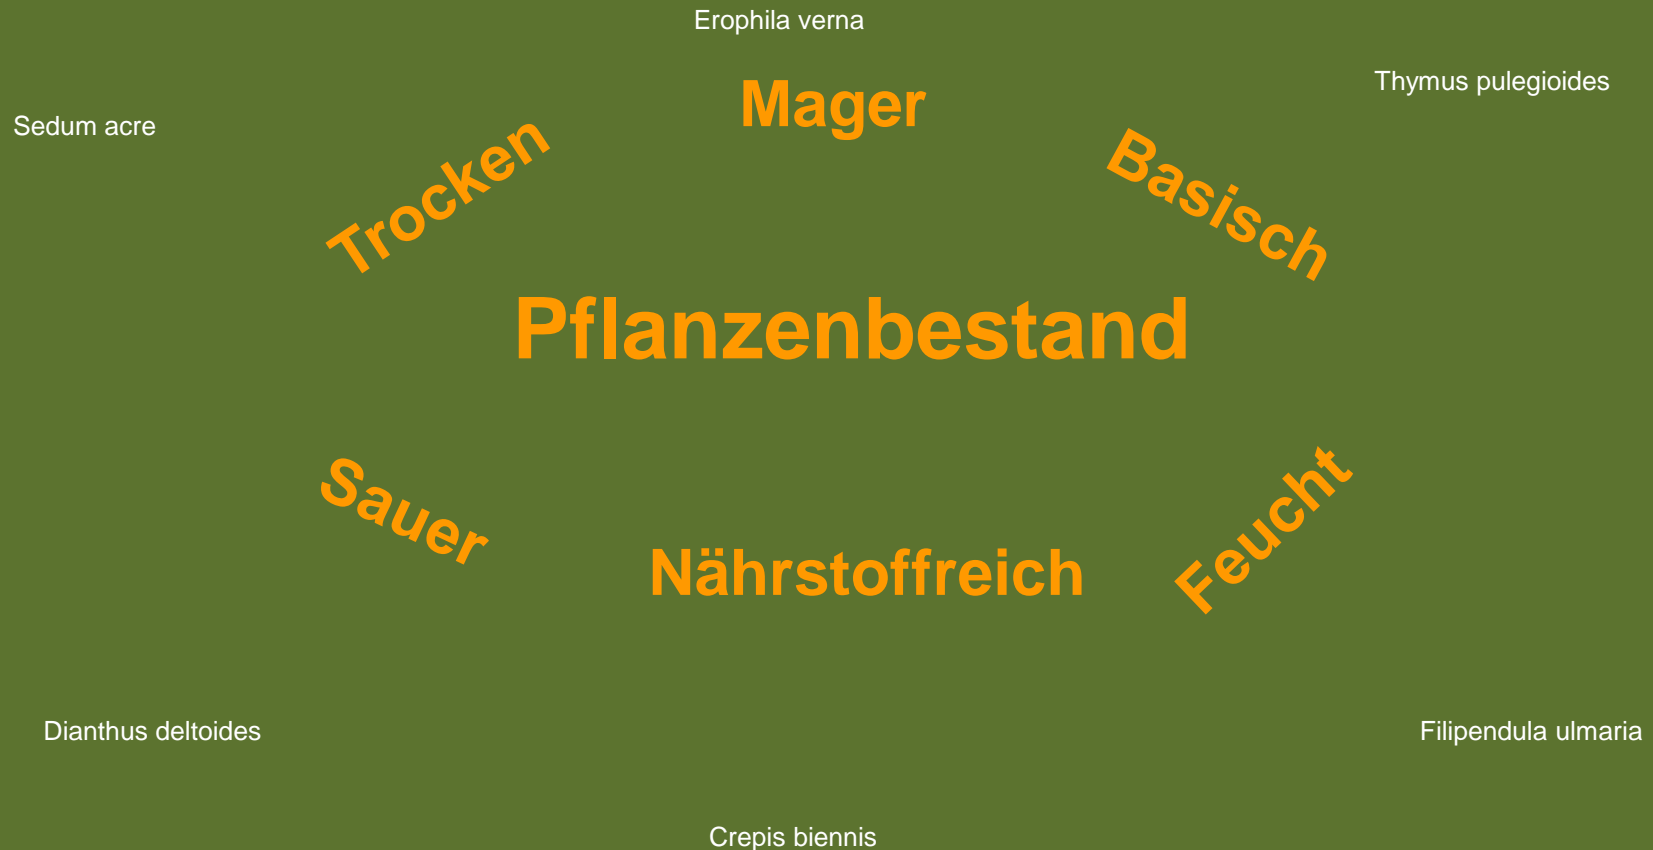 Erophila verna
Mager
Thymus pulegioides
Sedum acre
Trocken
Basisch
Pflanzenbestand
Sauer
Nährstoffreich
Feucht
Dianthus deltoides
Filipendula ulmaria
Crepis biennis